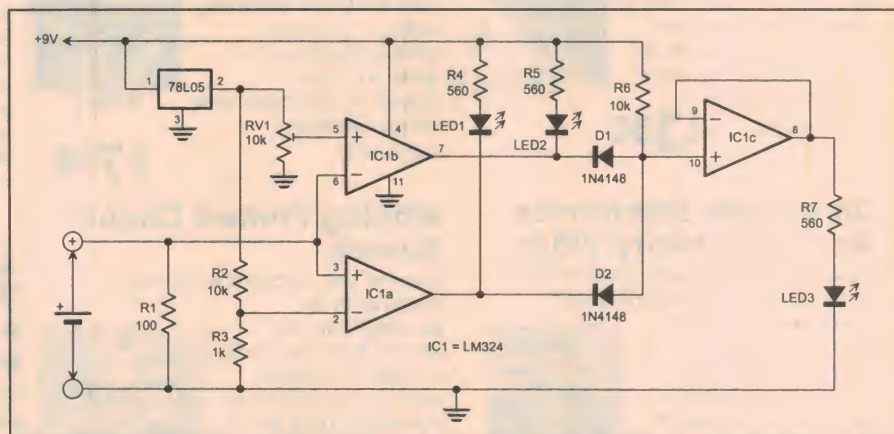 +9V
1
78L05
2
3
RV1
10k
5
+
4
IC1b
7
-
6
11
R4
560
LED1
R5
560
LED2
R6
10k
D1
1N4148
9
-
IC1c
8
+
10
R7
560
LED3
+
+
R1
100
R2
10k
R3
1k
3
+
IC1a
-
2
D2
1N4148
IC1 = LM324